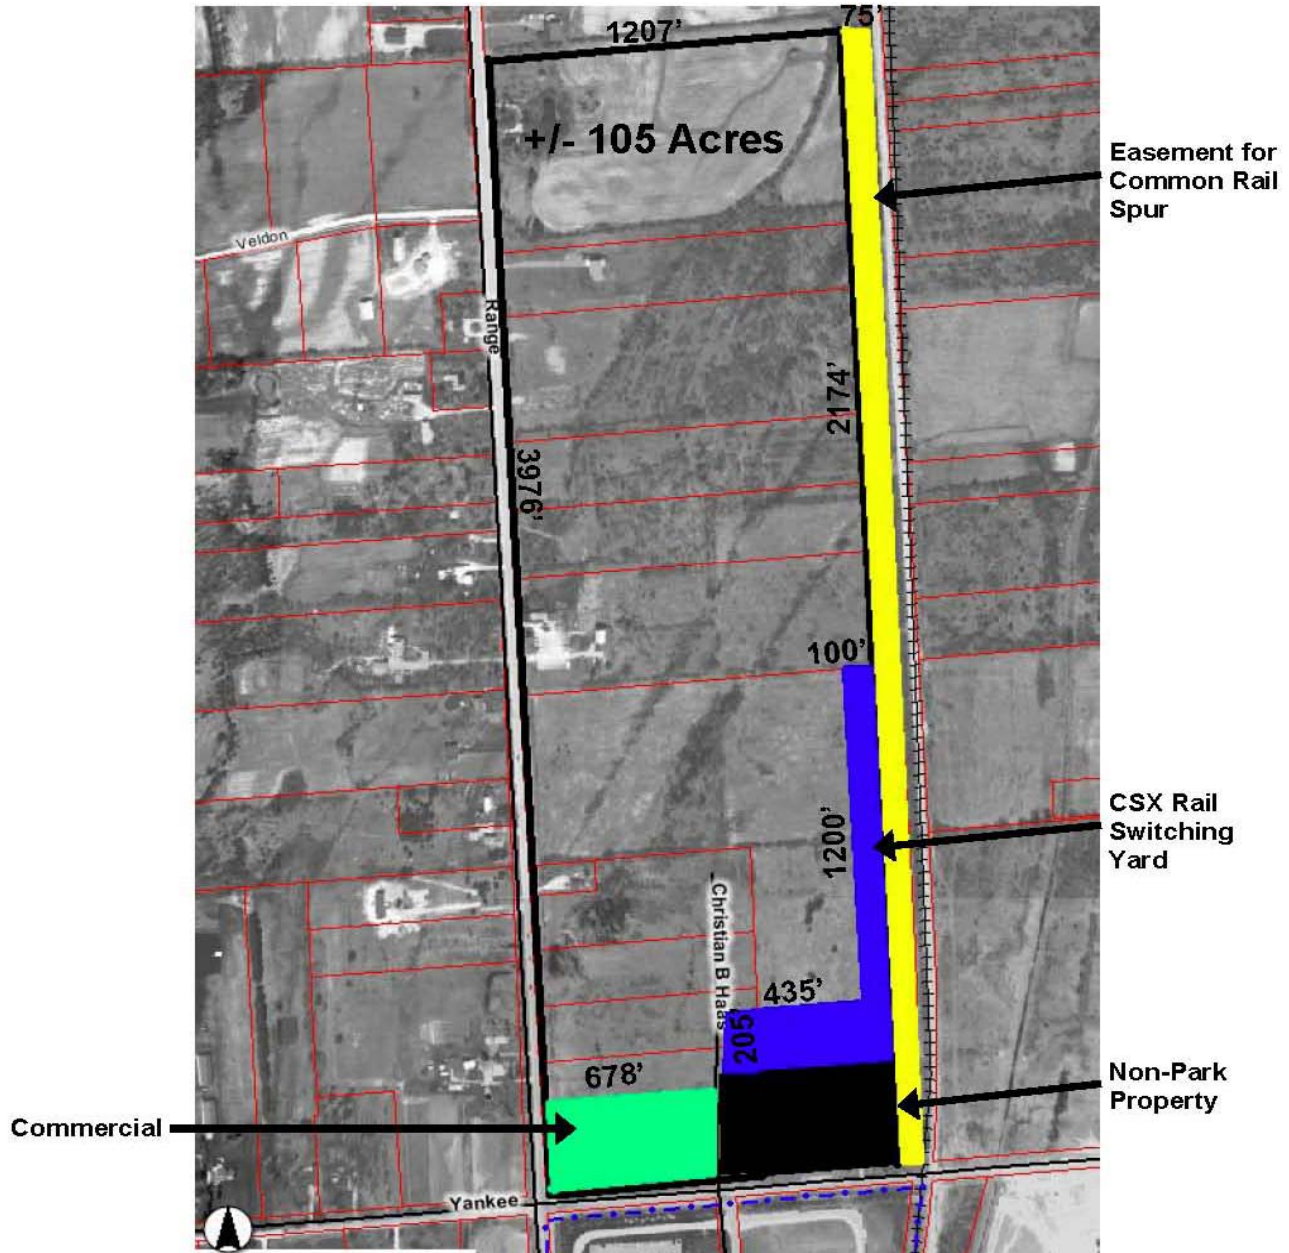 1207’
75’
+/- 105 Acres
Easement for
Common Rail
Spur
Veldon
Range
2174’
3976’
100’
1200’
CSX Rail
Switching
Yard
Christian B Haas
435’
205’
678’
Non-Park
Property
Commercial
Yankee